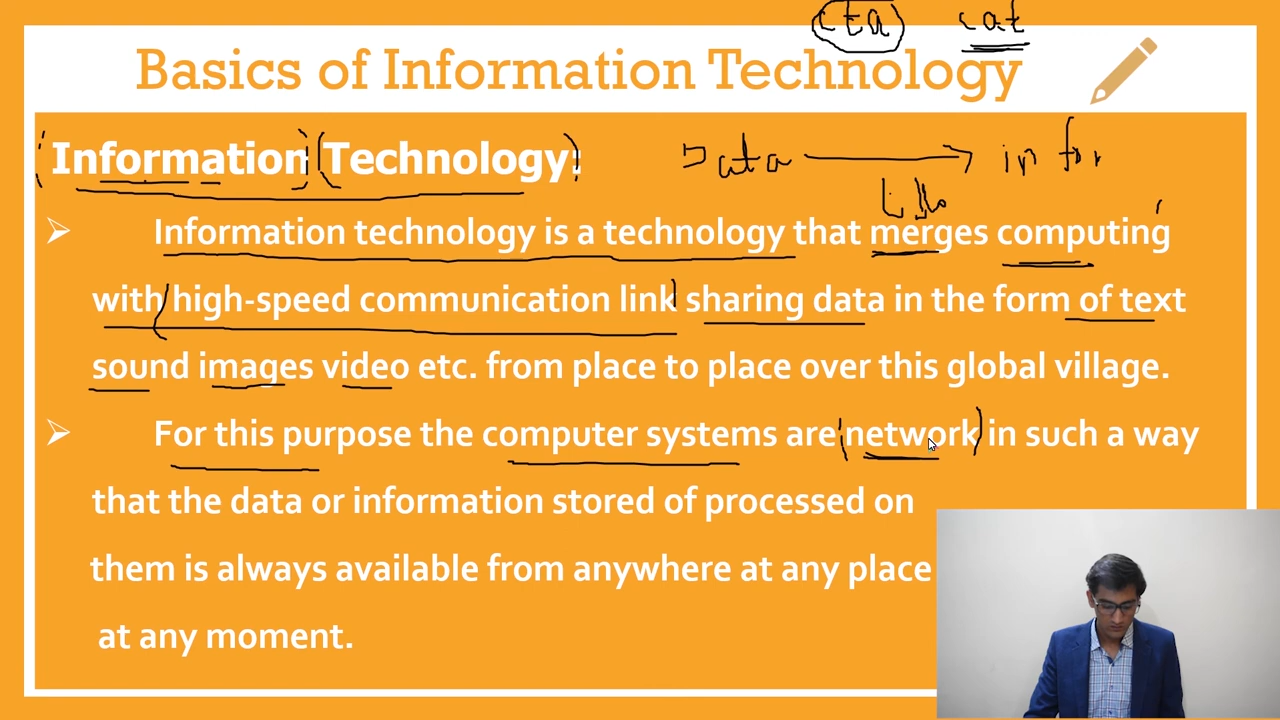 cta cat
Basics of Information Technology
Information Technology:
Data → infor
Information technology is a technology that merges computing
with high-speed communication link sharing data in the form of text
sound images video etc. from place to place over this global village.
For this purpose the computer systems are network in such a way
that the data or information stored of processed on
them is always available from anywhere at any place
at any moment.